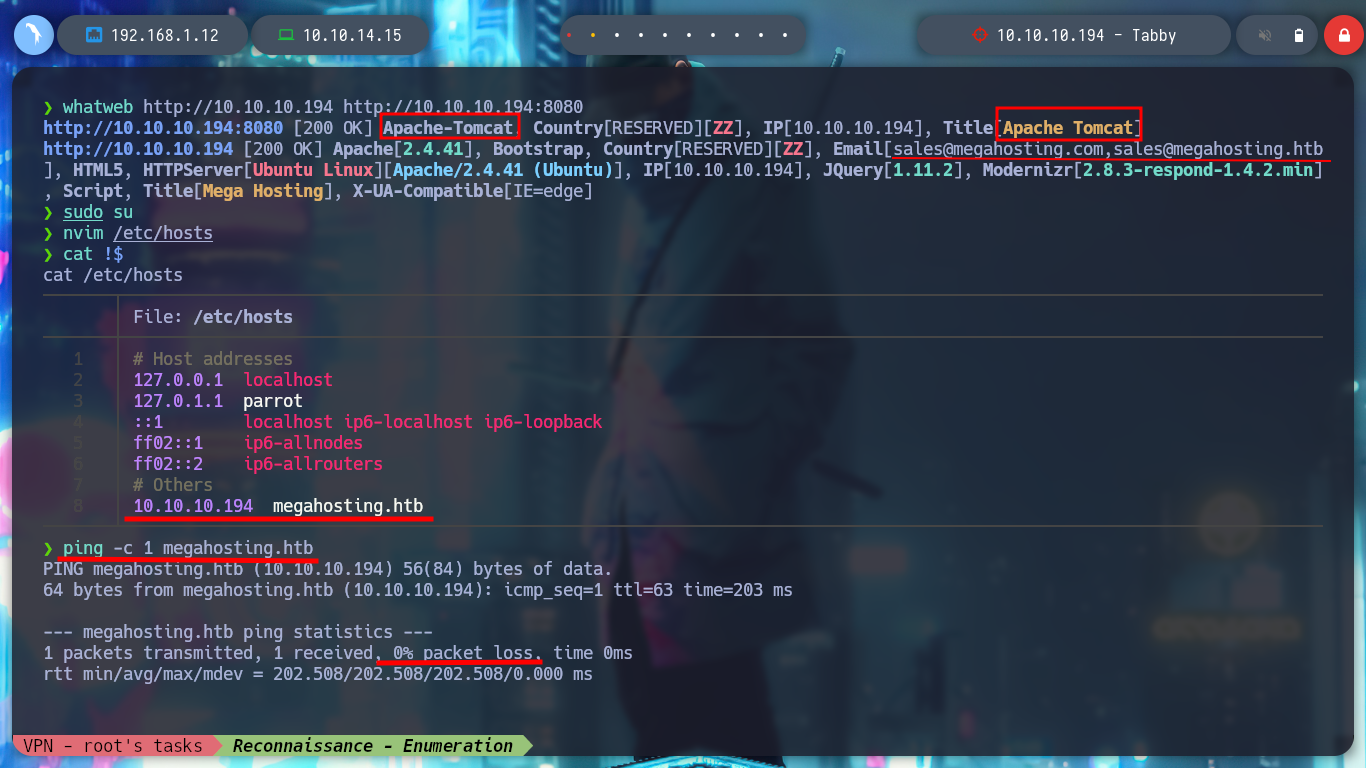 192.168.1.12
10.10.14.15
10.10.10.194 - Tabby
❯ whatweb http://10.10.10.194 http://10.10.10.194:8080
http://10.10.10.194:8080 [200 OK] Apache-Tomcat, Country[RESERVED][ZZ], IP[10.10.10.194], Title[Apache Tomcat]
http://10.10.10.194 [200 OK] Apache[2.4.41], Bootstrap, Country[RESERVED][ZZ], Email[sales@megahosting.com,sales@megahosting.htb
], HTML5, HTTPServer[Ubuntu Linux][Apache/2.4.41 (Ubuntu)], IP[10.10.10.194], JQuery[1.11.2], Modernizr[2.8.3-respond-1.4.2.min]
, Script, Title[Mega Hosting], X-UA-Compatible[IE=edge]
❯ sudo su
❯ nvim /etc/hosts
❯ cat !$
cat /etc/hosts
File: /etc/hosts
1 # Host addresses
2 127.0.0.1 localhost
3 127.0.1.1 parrot
4 ::1 localhost ip6-localhost ip6-loopback
5 ff02::1 ip6-allnodes
6 ff02::2 ip6-allrouters
7 # Others
8 10.10.10.194 megahosting.htb
❯ ping -c 1 megahosting.htb
PING megahosting.htb (10.10.10.194) 56(84) bytes of data.
64 bytes from megahosting.htb (10.10.10.194): icmp_seq=1 ttl=63 time=203 ms
--- megahosting.htb ping statistics ---
1 packets transmitted, 1 received, 0% packet loss, time 0ms
rtt min/avg/max/mdev = 202.508/202.508/202.508/0.000 ms
VPN - root's tasks Reconnaissance - Enumeration